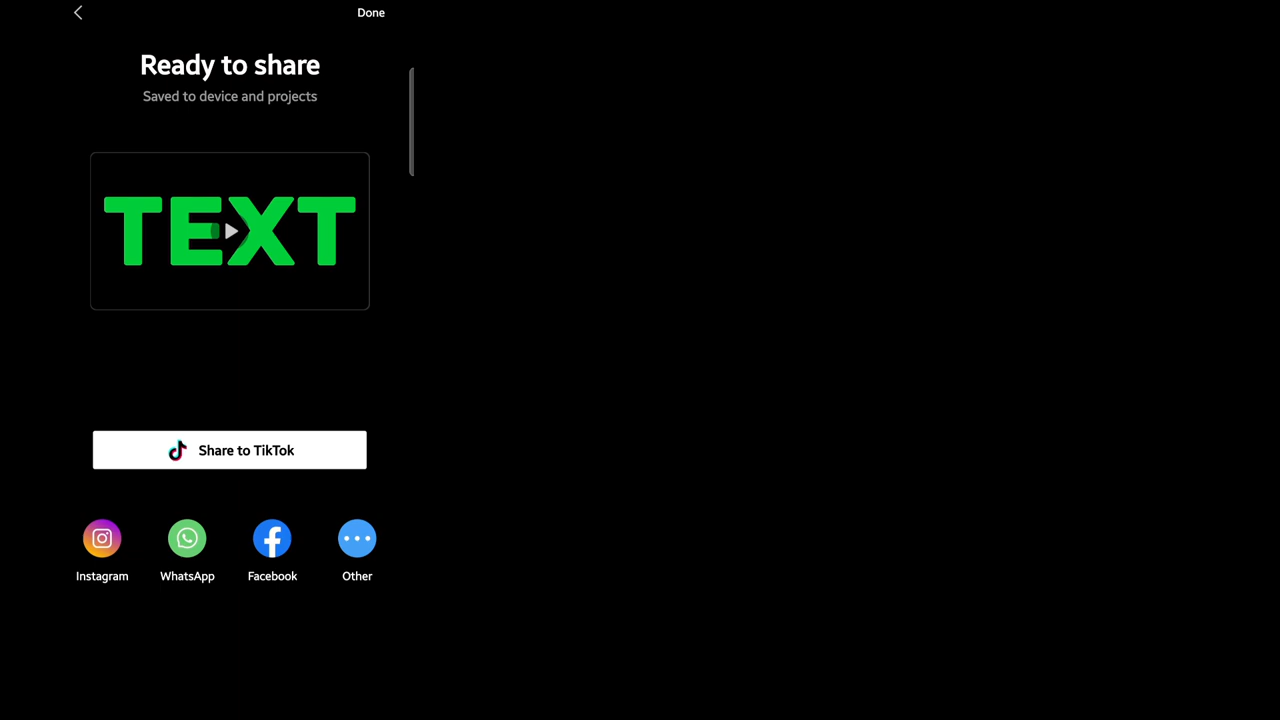 Done
Ready to share
Saved to device and projects
TEXT
Share to TikTok
Instagram WhatsApp Facebook Other